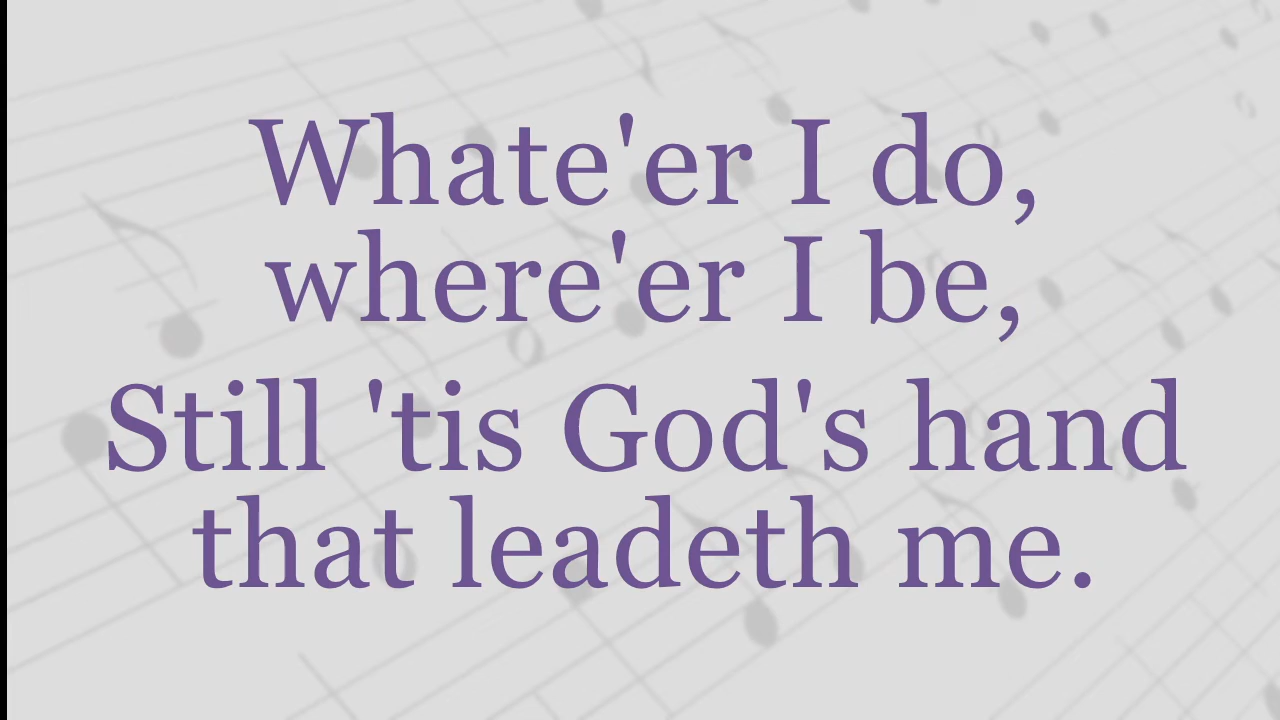 Whate'er I do,
where'er I be,
Still 'tis God's hand
that leadeth me.